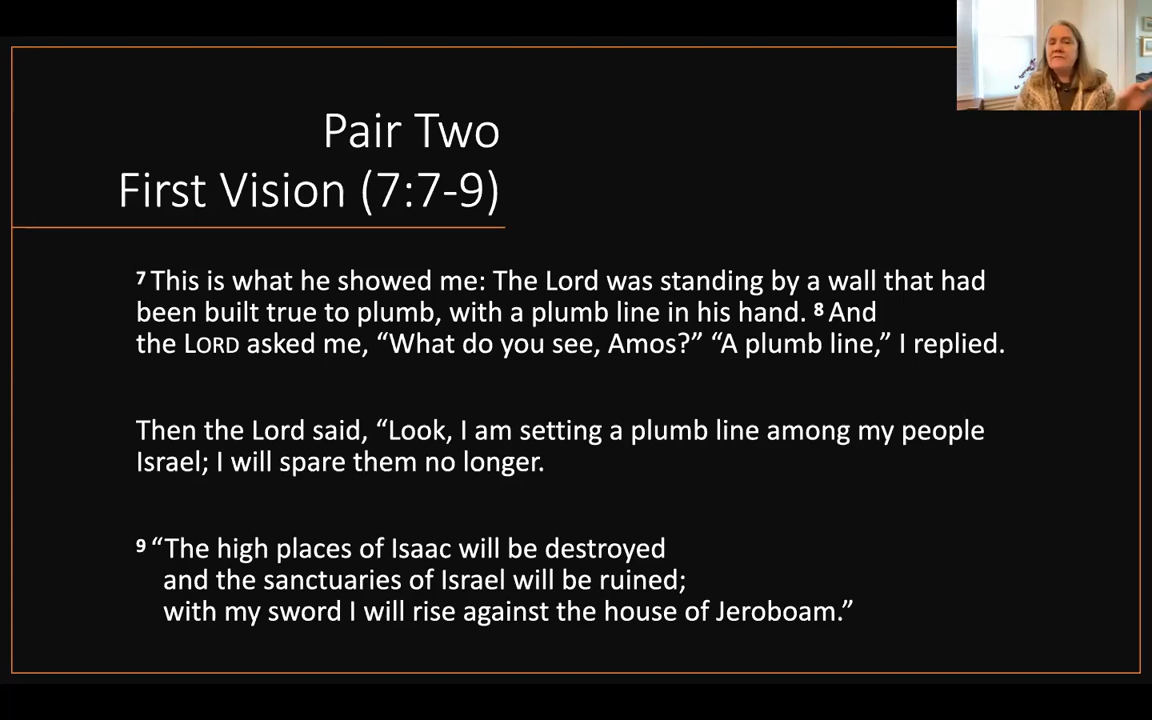 Pair Two
First Vision (7:7-9)
7 This is what he showed me: The Lord was standing by a wall that had
been built true to plumb, with a plumb line in his hand. 8 And
the LORD asked me, “What do you see, Amos?” “A plumb line,” I replied.
Then the Lord said, “Look, I am setting a plumb line among my people
Israel; I will spare them no longer.
9 “The high places of Isaac will be destroyed
and the sanctuaries of Israel will be ruined;
with my sword I will rise against the house of Jeroboam.”